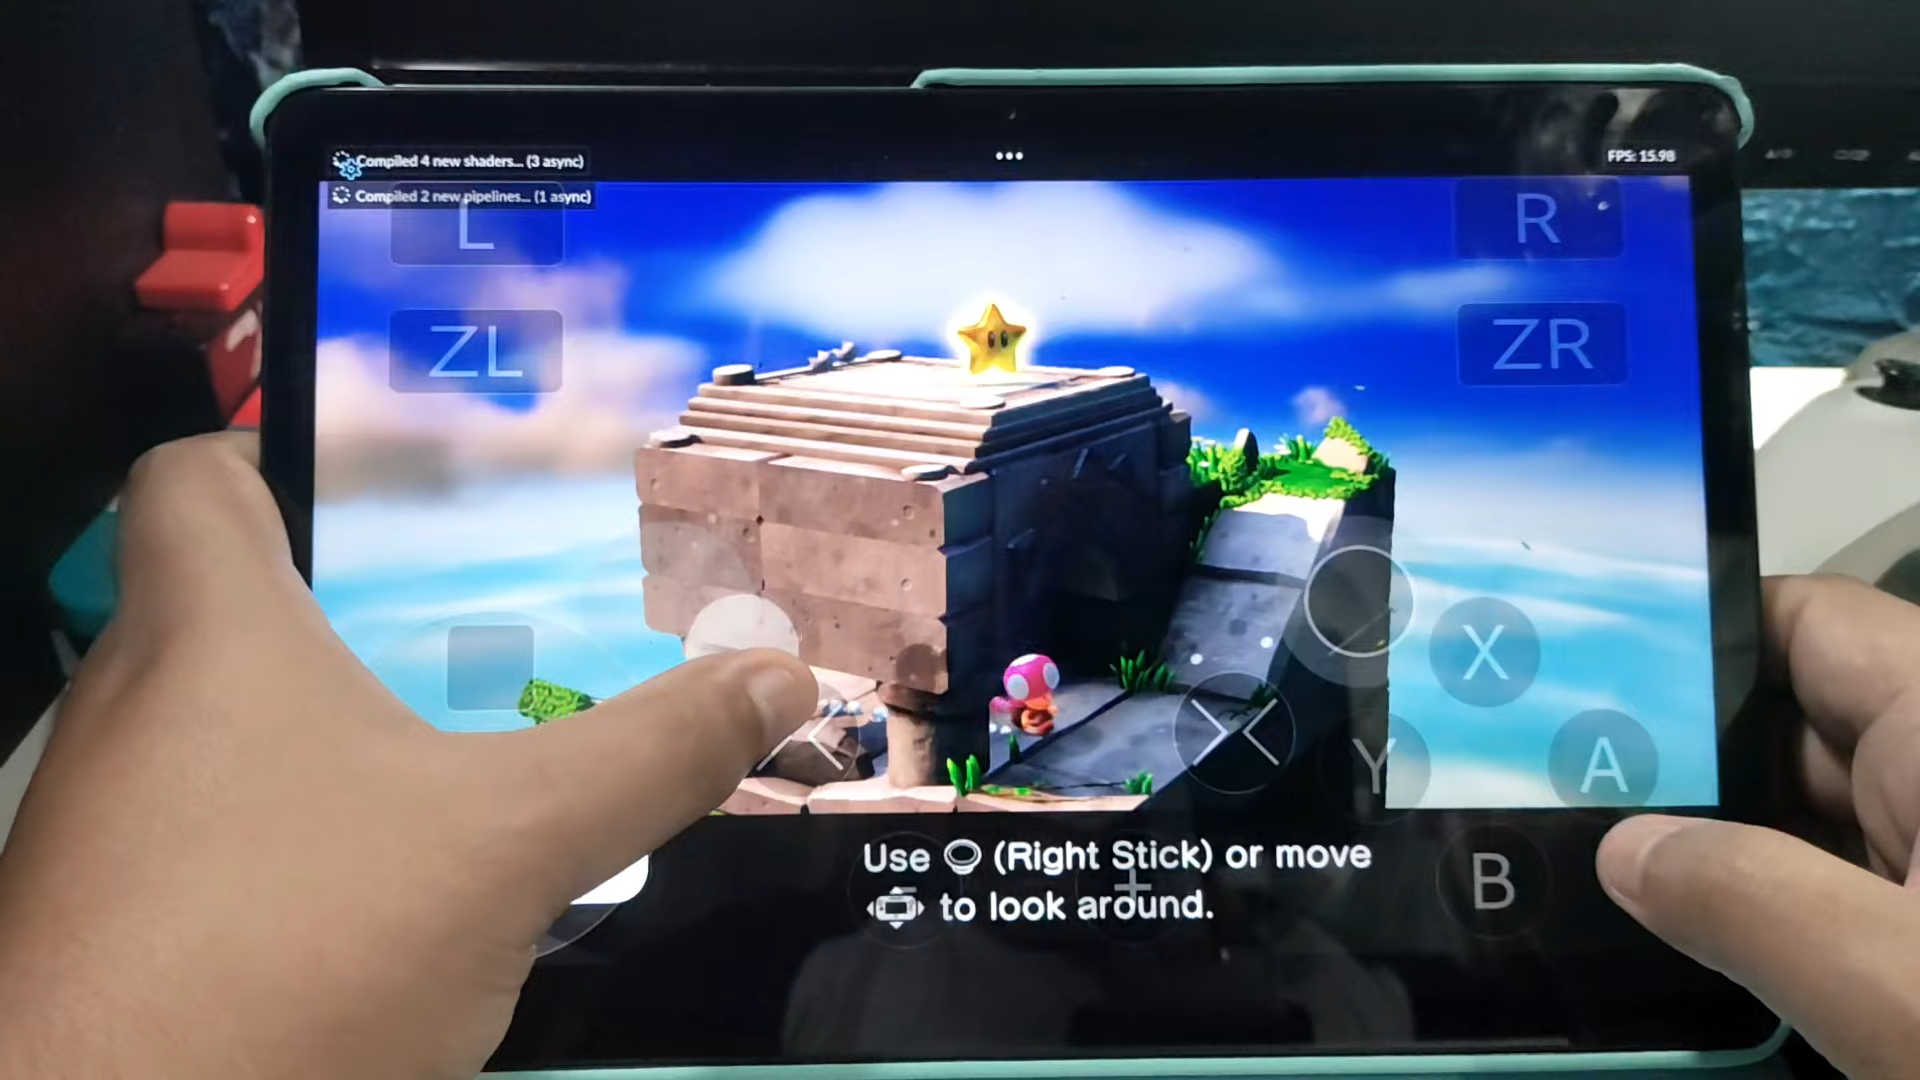 Compiled 4 new shaders... (3 async)
•••
FPS: 15.98
Compiled 2 new pipelines... (1 async)
L
R
ZL
ZR
X
Y
A
Use (Right Stick) or move
to look around.
+
B